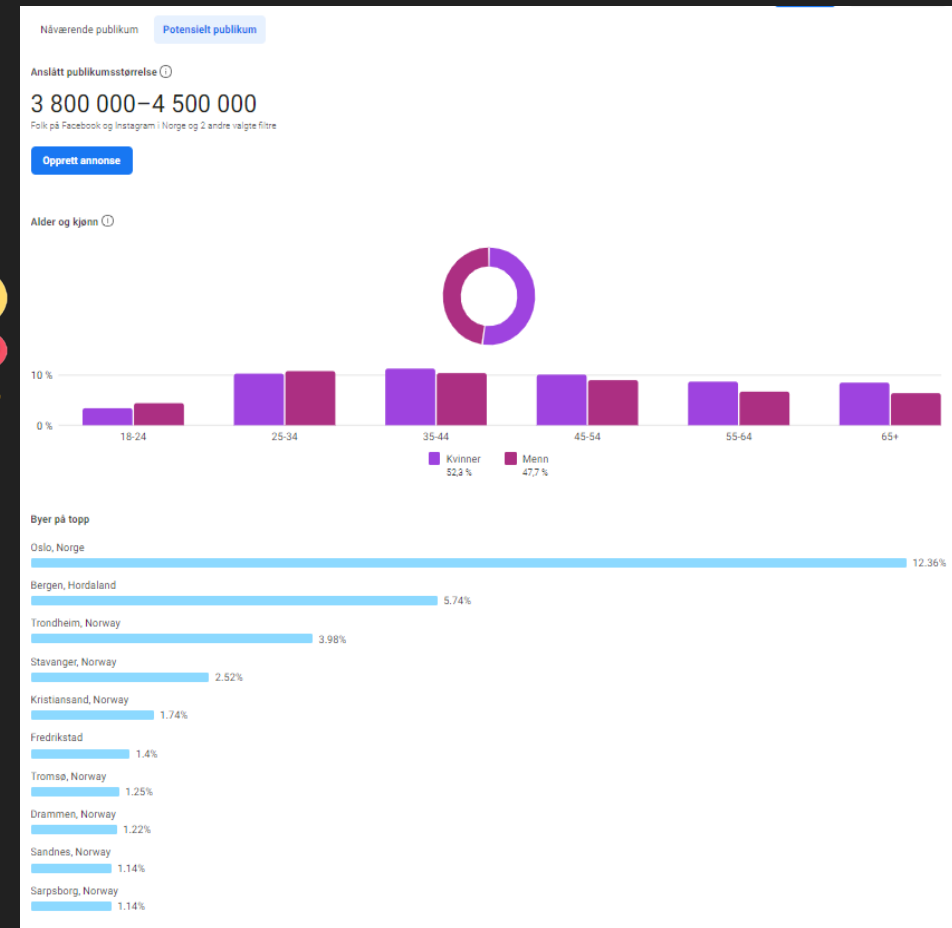 Nåværende publikum Potensielt publikum
Anslått publikumsstørrelse
3 800 000–4 500 000
Folk på Facebook og Instagram i Norge og 2 andre valgte filtre
Opprett annonse
Alder og kjønn
10 %
0 %
18-24 25-34 35-44 45-54 55-64 65+
Kvinner Menn
52,3 % 47,7 %
Byer på topp
Oslo, Norge
12.36%
Bergen, Hordaland
5.74%
Trondheim, Norway
3.98%
Stavanger, Norway
2.52%
Kristiansand, Norway
1.74%
Fredrikstad
1.4%
Tromsø, Norway
1.25%
Drammen, Norway
1.22%
Sandnes, Norway
1.14%
Sarpsborg, Norway
1.14%